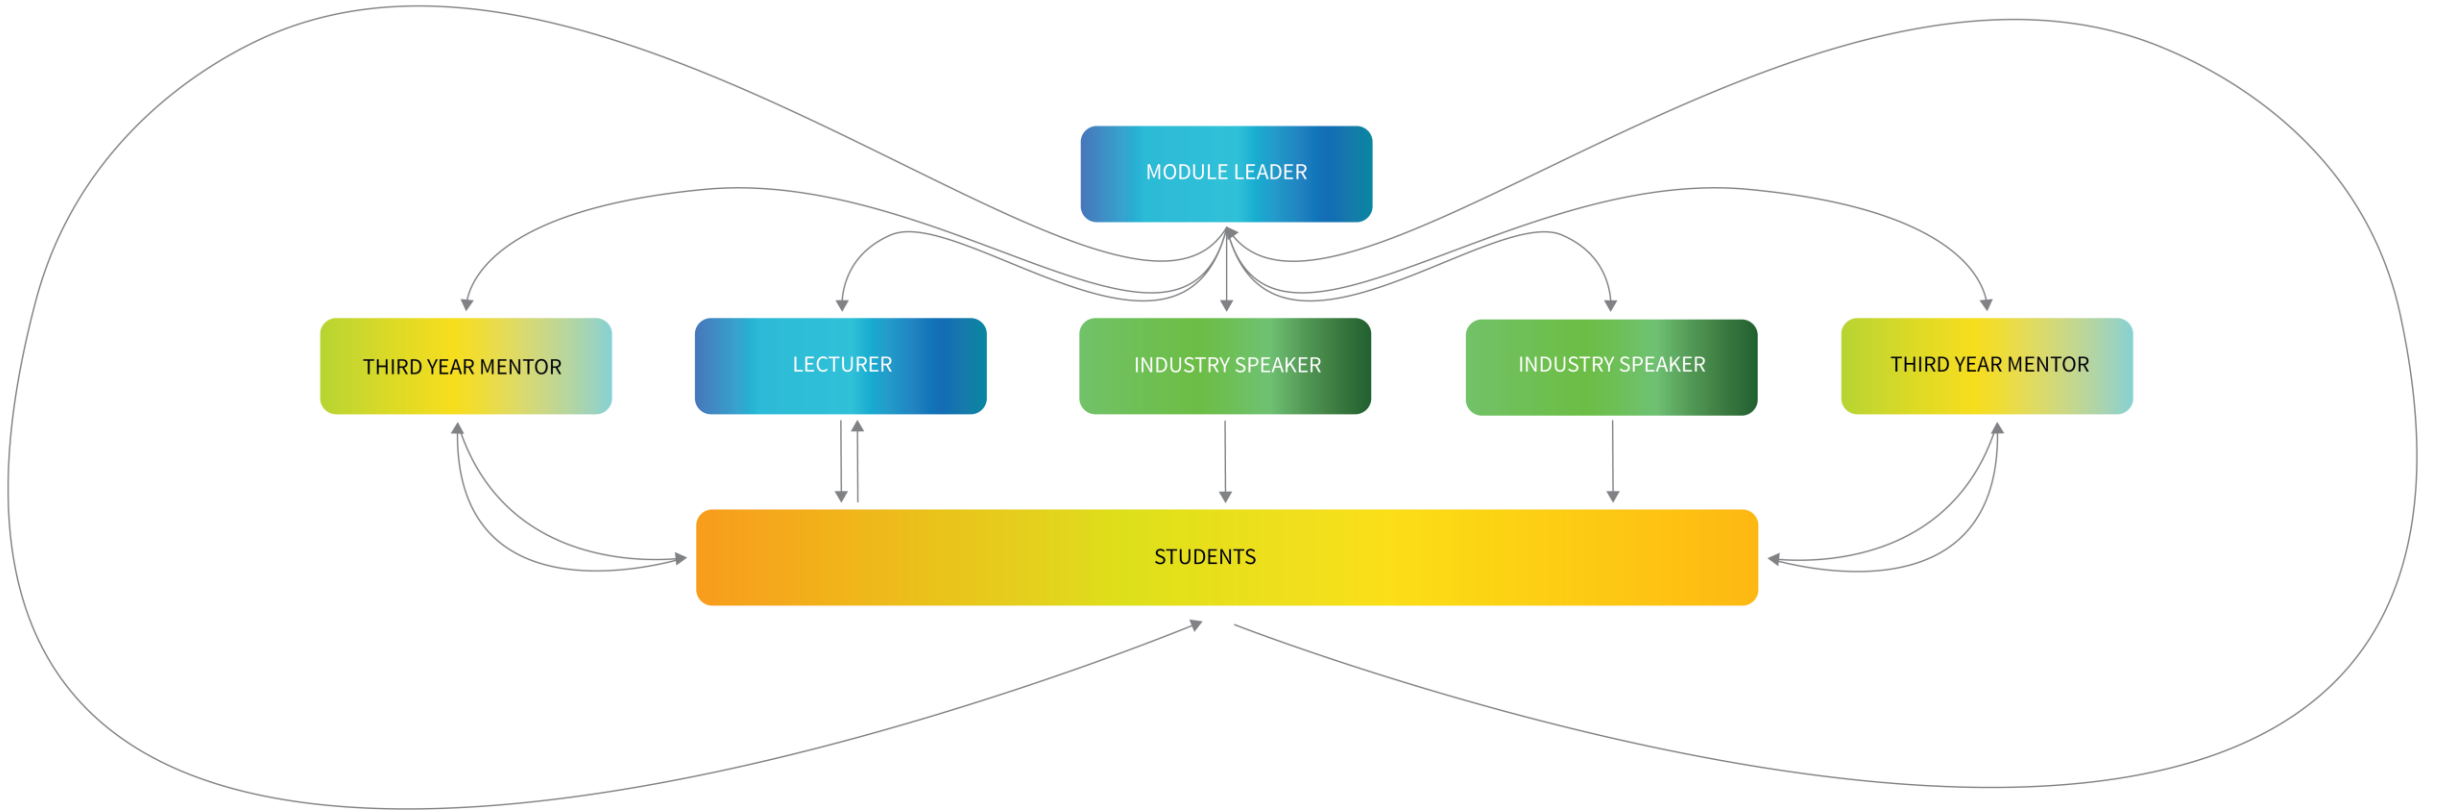 MODULE LEADER
THIRD YEAR MENTOR
LECTURER
INDUSTRY SPEAKER
INDUSTRY SPEAKER
THIRD YEAR MENTOR
STUDENTS